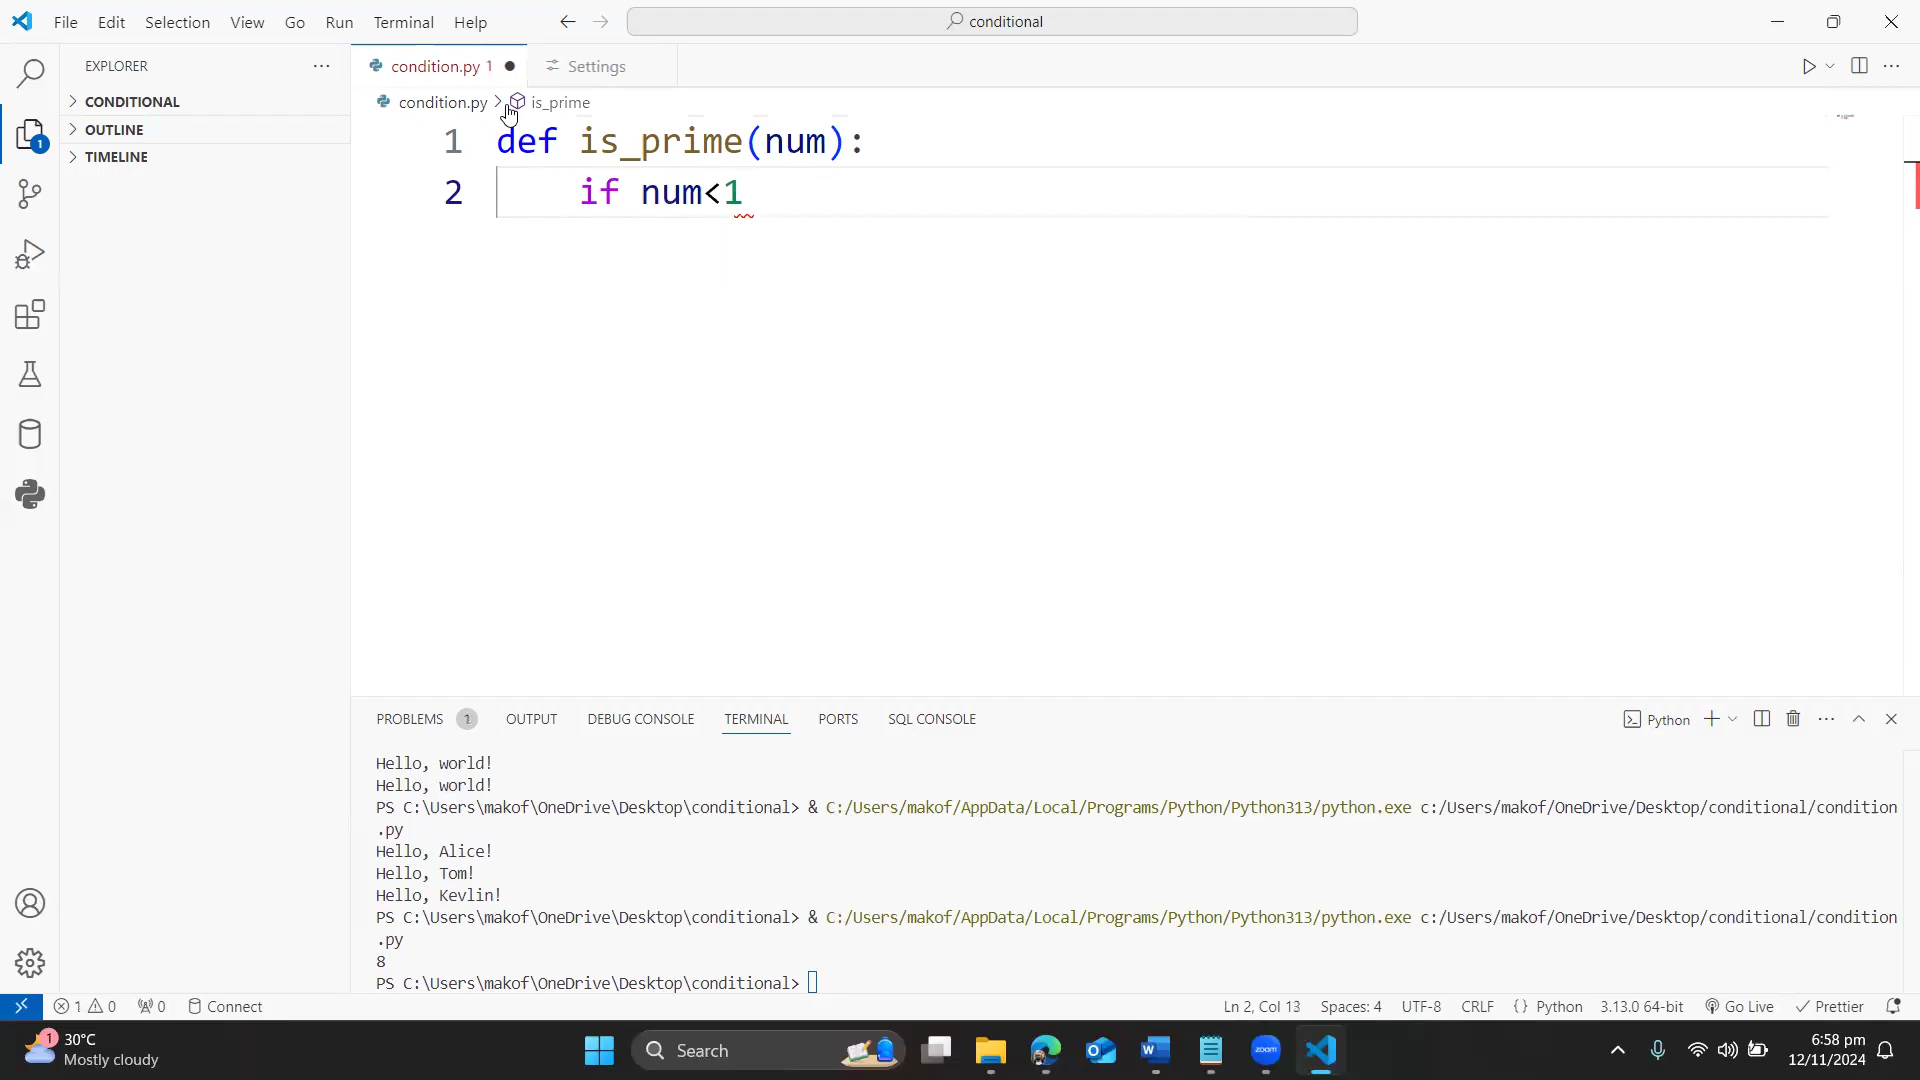 File Edit Selection View Go Run Terminal Help
conditional
EXPLORER
CONDITIONAL
OUTLINE
TIMELINE
1
condition.py 1
Settings
condition.py > is_prime
1 def is_prime(num):
2 if num<1
PROBLEMS 1 OUTPUT DEBUG CONSOLE TERMINAL PORTS SQL CONSOLE
Python
Hello, world!
Hello, world!
PS C:\Users\makof\OneDrive\Desktop\conditional> & C:/Users/makof/AppData/Local/Programs/Python/Python313/python.exe c:/Users/makof/OneDrive/Desktop/conditional/condition
.py
Hello, Alice!
Hello, Tom!
Hello, Kevlin!
PS C:\Users\makof\OneDrive\Desktop\conditional> & C:/Users/makof/AppData/Local/Programs/Python/Python313/python.exe c:/Users/makof/OneDrive/Desktop/conditional/condition
.py
8
PS C:\Users\makof\OneDrive\Desktop\conditional>
1 0 0 Connect
Ln 2, Col 13 Spaces: 4 UTF-8 CRLF {} Python 3.13.0 64-bit Go Live Prettier
1
30°C
Mostly cloudy
Search
zoom
6:58 pm
12/11/2024